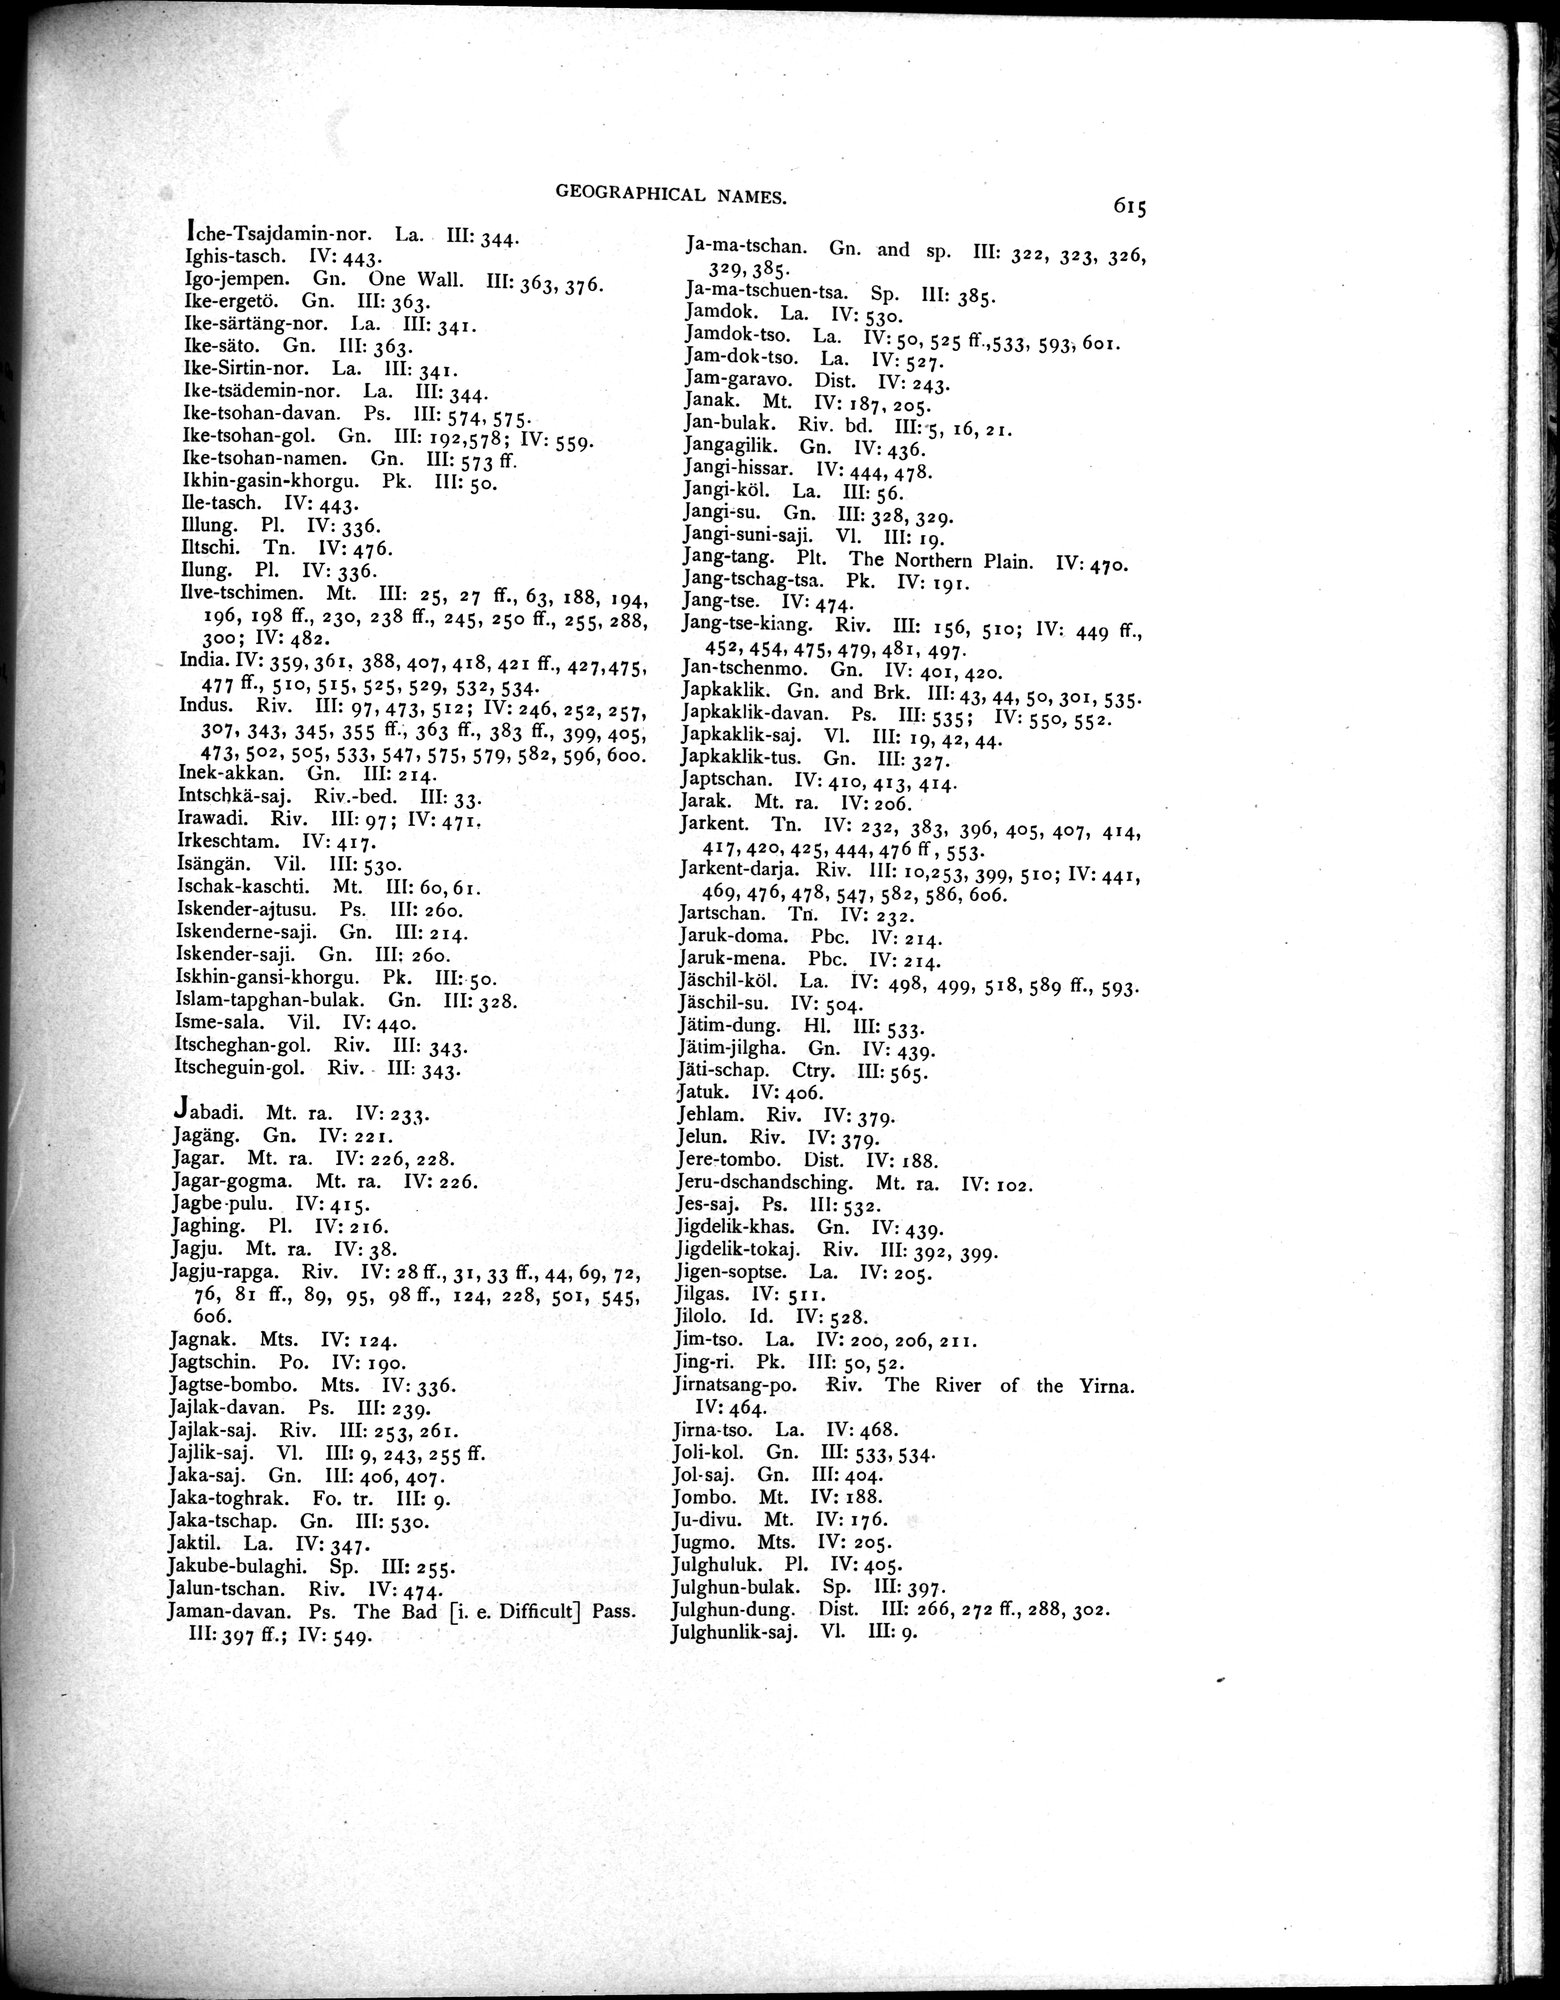 GEOGRAPHICAL NAMES.
615
Iche-Tsajdamin-nor. La. III: 344.
Ighis-tasch. IV: 443.
Igo-jempen. Gn. One Wall. III: 363, 376.
Ike-ergetö. Gn. III: 363.
Ike-särtäng-nor. La. III: 341.
Ike-säto. Gn. III: 363.
Ike-Sirtin-nor. La. III: 341.
Ike-tsädemin-nor. La. III: 344.
Ike-tsohan-davan. Ps. III: 574, 575.
Ike-tsohan-gol. Gn. III: 192,578; IV: 559.
Ike-tsohan-namen. Gn. III: 573 ff.
Ikhin-gasin-khorgu. Pk. III: 50.
Ile-tasch. IV: 443.
Illung. Pl. IV: 336.
Iltschi. Tn. IV: 476.
Ilung. Pl. IV: 336.
Ilve-tschimen. Mt. III: 25, 27 ff., 63, 188, 194,
196, 198 ff., 230, 238 ff., 245, 250 ff., 255, 288,
300; IV: 482.
India. IV: 359, 361, 388, 407, 418, 421 ff., 427,475,
477 ff., 510, 515, 525, 529, 532, 534.
Indus. Riv. III: 97, 473, 512; IV: 246, 252, 257,
307, 343, 345, 355 ff., 363 ff., 383 ff., 399, 405,
473, 502, 505, 533, 547, 575, 579, 582, 596, 600.
Inek-akkan. Gn. III: 214.
Intschkä-saj. Riv.-bed. III: 33.
Irawadi. Riv. III: 97; IV: 471.
Irkeschtam. IV: 417.
Isängän. Vil. III: 530.
Ischak-kaschti. Mt. III: 60, 61.
Iskender-ajtusu. Ps. III: 260.
Iskenderne-saji. Gn. III: 214.
Iskender-saji. Gn. III: 260.
Iskhin-gansi-khorgu. Pk. III: 50.
Islam-tapghan-bulak. Gn. III: 328.
Isme-sala. Vil. IV: 440.
Itscheghan-gol. Riv. III: 343.
Itscheguin-gol. Riv. III: 343.
Jabadi. Mt. ra. IV: 233.
Jagäng. Gn. IV: 221.
Jagar. Mt. ra. IV: 226, 228.
Jagar-gogma. Mt. ra. IV: 226.
Jagbe-pulu. IV: 415.
Jaghing. Pl. IV: 216.
Jagju. Mt. ra. IV: 38.
Jagju-rapga. Riv. IV: 28 ff., 31, 33 ff., 44, 69, 72,
76, 81 ff., 89, 95, 98 ff., 124, 228, 501, 545,
606.
Jagnak. Mts. IV: 124.
Jagtschin. Po. IV: 190.
Jagtse-bombo. Mts. IV: 336.
Jajlak-davan. Ps. III: 239.
Jajlak-saj. Riv. III: 253, 261.
Jajlik-saj. Vl. III: 9, 243, 255 ff.
Jaka-saj. Gn. III: 406, 407.
Jaka-toghrak. Fo. tr. III: 9.
Jaka-tschap. Gn. III: 530.
Jaktil. La. IV: 347.
Jakube-bulaghi. Sp. III: 255.
Jalun-tschan. Riv. IV: 474.
Jaman-davan. Ps. The Bad [i. e. Difficult] Pass.
III: 397 ff.; IV: 549.
Ja-ma-tschan. Gn. and sp. III: 322, 323, 326,
329, 385.
Ja-ma-tschuen-tsa. Sp. III: 385.
Jamdok. La. IV: 530.
Jamdok-tso. La. IV: 50, 525 ff.,533, 593, 601.
Jam-dok-tso. La. IV: 527.
Jam-garavo. Dist. IV: 243.
Janak. Mt. IV: 187, 205.
Jan-bulak. Riv. bd. III: 5, 16, 21.
Jangagilik. Gn. IV: 436.
Jangi-hissar. IV: 444, 478.
Jangi-köl. La. III: 56.
Jangi-su. Gn. III: 328, 329.
Jangi-suni-saji. Vl. III: 19.
Jang-tang. Plt. The Northern Plain. IV: 470.
Jang-tschag-tsa. Pk. IV: 191.
Jang-tse. IV: 474.
Jang-tse-kiang. Riv. III: 156, 510; IV: 449 ff.,
452, 454, 475, 479, 481, 497.
Jan-tschenmo. Gn. IV: 401, 420.
Japkaklik. Gn. and Brk. III: 43, 44, 50, 301, 535.
Japkaklik-davan. Ps. III: 535; IV: 550, 552.
Japkaklik-saj. Vl. III: 19, 42, 44.
Japkaklik-tus. Gn. III: 327.
Japtschan. IV: 410, 413, 414.
Jarak. Mt. ra. IV: 206.
Jarkent. Tn. IV: 232, 383, 396, 405, 407, 414,
417, 420, 425, 444, 476 ff, 553.
Jarkent-darja. Riv. III: 10,253, 399, 510; IV: 441,
469, 476, 478, 547, 582, 586, 606.
Jartschan. Tn. IV: 232.
Jaruk-doma. Pbc. IV: 214.
Jaruk-mena. Pbc. IV: 214.
Jäschil-köl. La. IV: 498, 499, 518, 589 ff., 593.
Jäschil-su. IV: 504.
Jätim-dung. Hl. III: 533.
Jätim-jilgha. Gn. IV: 439.
Jäti-schap. Ctry. III: 565.
Jatuk. IV: 406.
Jehlam. Riv. IV: 379.
Jelun. Riv. IV: 379.
Jere-tombo. Dist. IV: 188.
Jeru-dschandsching. Mt. ra. IV: 102.
Jes-saj. Ps. III: 532.
Jigdelik-khas. Gn. IV: 439.
Jigdelik-tokaj. Riv. III: 392, 399.
Jigen-soptse. La. IV: 205.
Jilgas. IV: 511.
Jilolo. Id. IV: 528.
Jim-tso. La. IV: 200, 206, 211.
Jing-ri. Pk. III: 50, 52.
Jirnatsang-po. Riv. The River of the Yirna.
IV: 464.
Jirna-tso. La. IV: 468.
Joli-kol. Gn. III: 533, 534.
Jol-saj. Gn. III: 404.
Jombo. Mt. IV: 188.
Ju-divu. Mt. IV: 176.
Jugmo. Mts. IV: 205.
Julghuluk. Pl. IV: 405.
Julghun-bulak. Sp. III: 397.
Julghun-dung. Dist. III: 266, 272 ff., 288, 302.
Julghunlik-saj. Vl. III: 9.